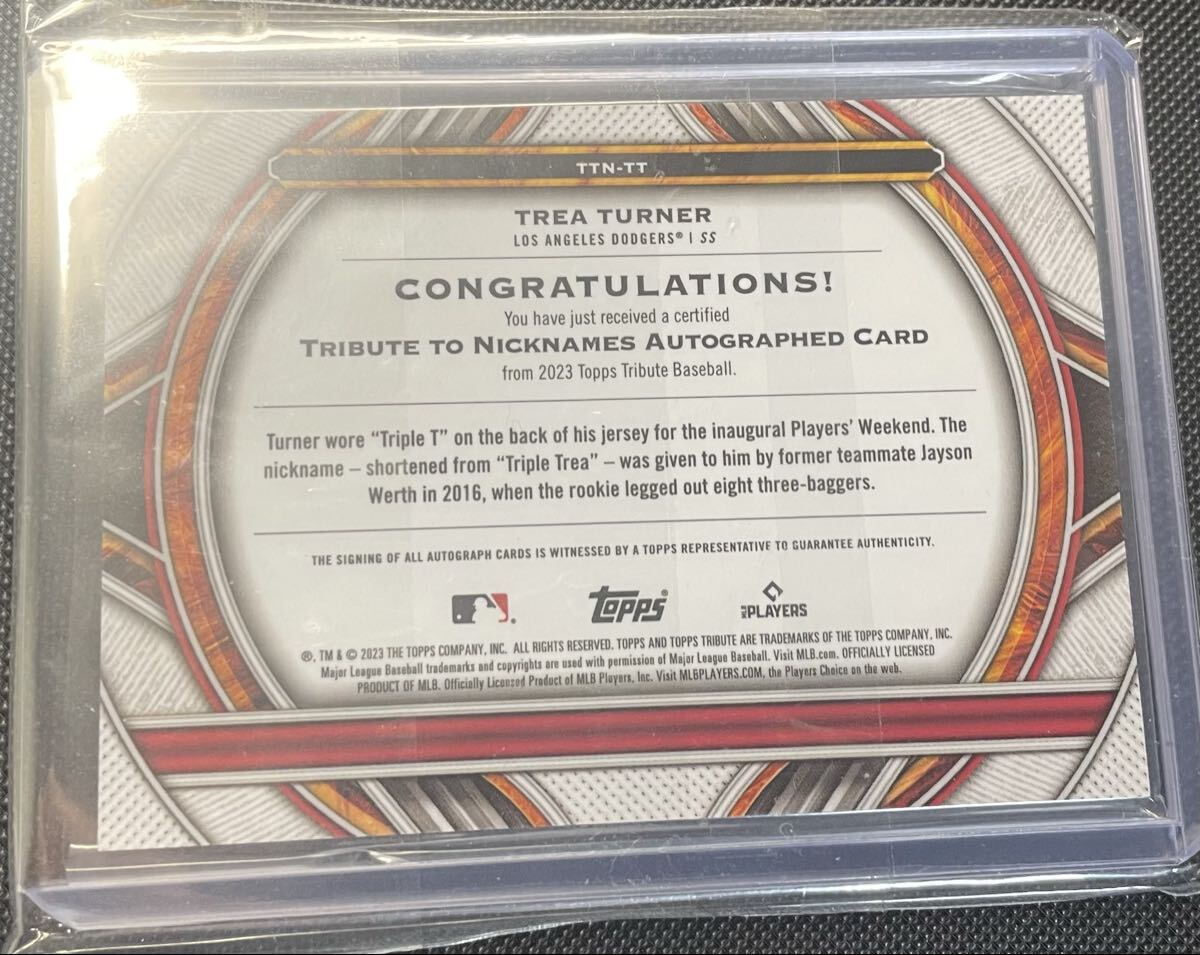 TTN-TT
TREA TURNER
LOS ANGELES DODGERS® | SS
CONGRATULATIONS!
You have just received a certified
TRIBUTE TO NICKNAMES AUTOGRAPHED CARD
from 2023 Topps Tribute Baseball.
Turner wore “Triple T” on the back of his jersey for the inaugural Players’ Weekend. The
nickname – shortened from “Triple Trea” – was given to him by former teammate Jayson
Werth in 2016, when the rookie legged out eight three-baggers.
THE SIGNING OF ALL AUTOGRAPH CARDS IS WITNESSED BY A TOPPS REPRESENTATIVE TO GUARANTEE AUTHENTICITY.
topps® MLB PLAYERS
®, TM & © 2023 THE TOPPS COMPANY, INC. ALL RIGHTS RESERVED. TOPPS AND TOPPS TRIBUTE ARE TRADEMARKS OF THE TOPPS COMPANY, INC.
Major League Baseball trademarks and copyrights are used with permission of Major League Baseball. Visit MLB.com. OFFICIALLY LICENSED
PRODUCT OF MLB. Officially Licensed Product of MLB Players, Inc. Visit MLBPLAYERS.COM, the Players Choice on the web.